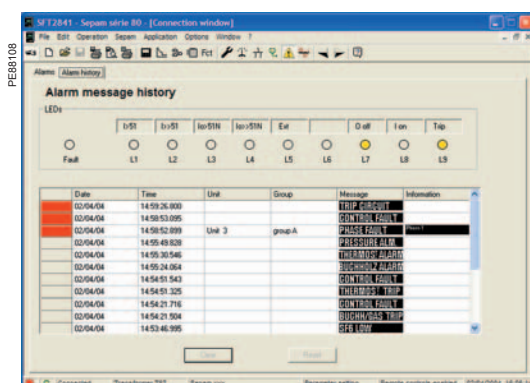 SFT2841 - Sepam série 80 - [Connection window]
File Edit Operation Sepam Application Options Window ?
Fct
PE88108
Alarms Alarm history
Alarm message history
LEDs
I>51 I>>51 Io>51N Io>>51N Ext O off I on Trip
Fault L1 L2 L3 L4 L5 L6 L7 L8 L9
Date Time Unit Group Message Information
02/04/04 14:59:26.800 TRIP CIRCUIT
02/04/04 14:58:53.095 CONTROL FAULT
02/04/04 14:58:52.899 Unit 3 group A PHASE FAULT Phase 1
02/04/04 14:55:49.828 PRESSURE ALM.
02/04/04 14:55:30.546 THERMOST ALARM
02/04/04 14:55:24.064 BUCHHOLZ ALARM
02/04/04 14:54:51.543 CONTROL FAULT
02/04/04 14:54:51.325 THERMOST TRIP
02/04/04 14:54:21.716 CONTROL FAULT
02/04/04 14:54:21.504 BUCHH/GAS TRIP
02/04/04 14:53:46.995 SF6 LOW
Clear Reset